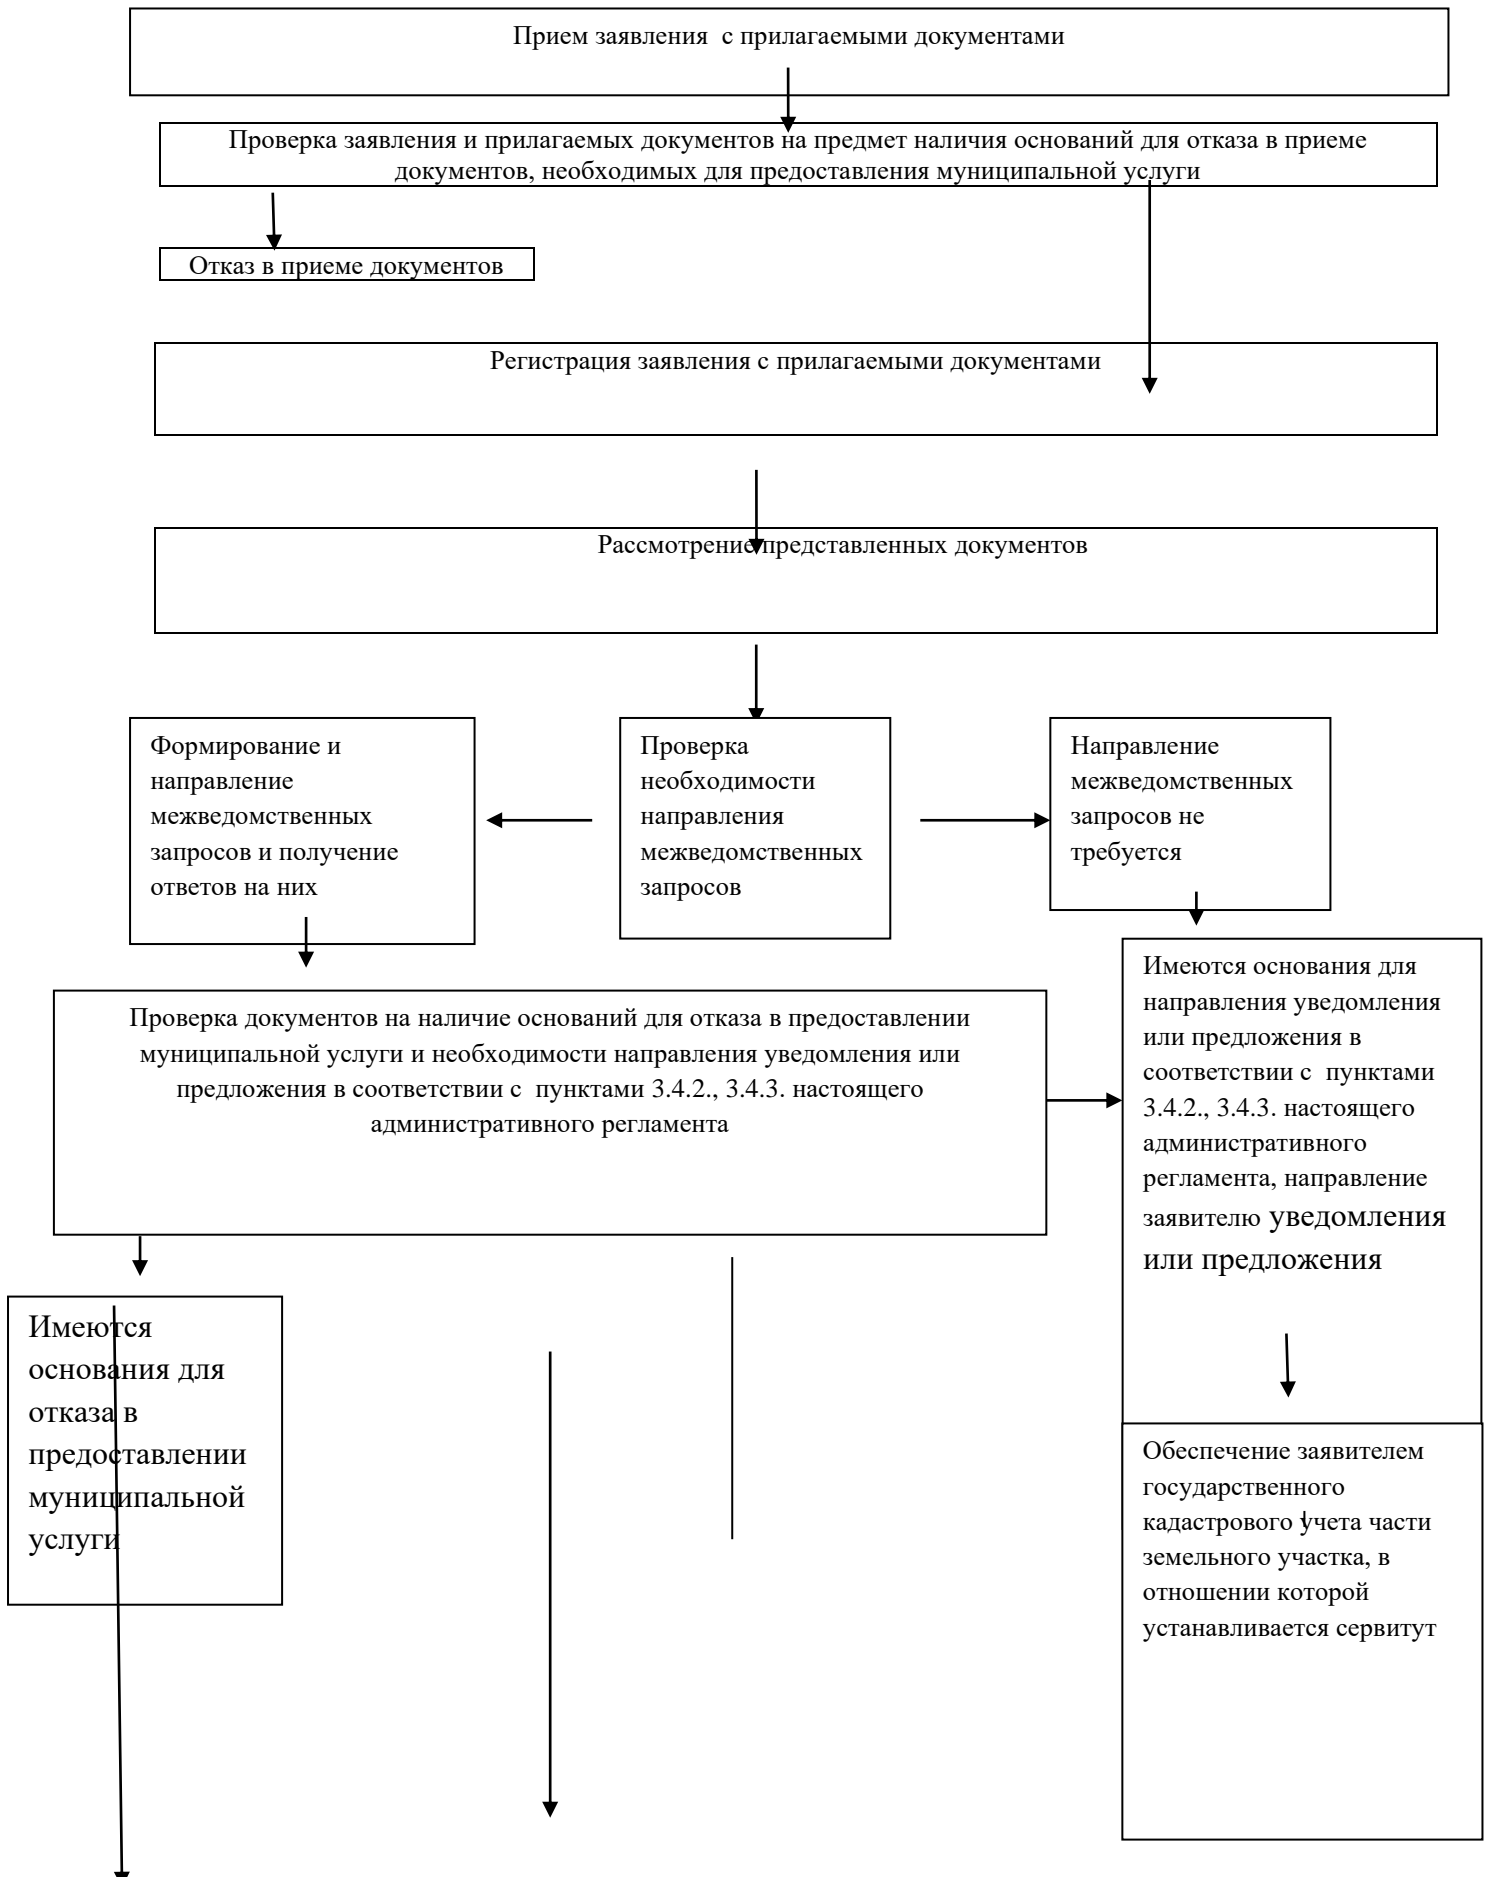 Прием заявления  с прилагаемыми документами
Проверка заявления и прилагаемых документов на предмет наличия оснований для отказа в приеме
документов, необходимых для предоставления муниципальной услуги
Отказ в приеме документов
Регистрация заявления с прилагаемыми документами
Рассмотрение представленных документов
Формирование и
направление
межведомственных
запросов и получение
ответов на них
Проверка
необходимости
направления
межведомственных
запросов
Направление
межведомственных
запросов не
требуется
Проверка документов на наличие оснований для отказа в предоставлении
муниципальной услуги и необходимости направления уведомления или
предложения в соответствии с  пунктами 3.4.2., 3.4.3. настоящего
административного регламента
Имеются основания для
направления уведомления
или предложения в
соответствии с  пунктами
3.4.2., 3.4.3. настоящего
административного
регламента, направление
заявителю уведомления
или предложения
Имеются
основания для
отказа в
предоставлении
муниципальной
услуги
Обеспечение заявителем
государственного
кадастрового учета части
земельного участка, в
отношении которой
устанавливается сервитут